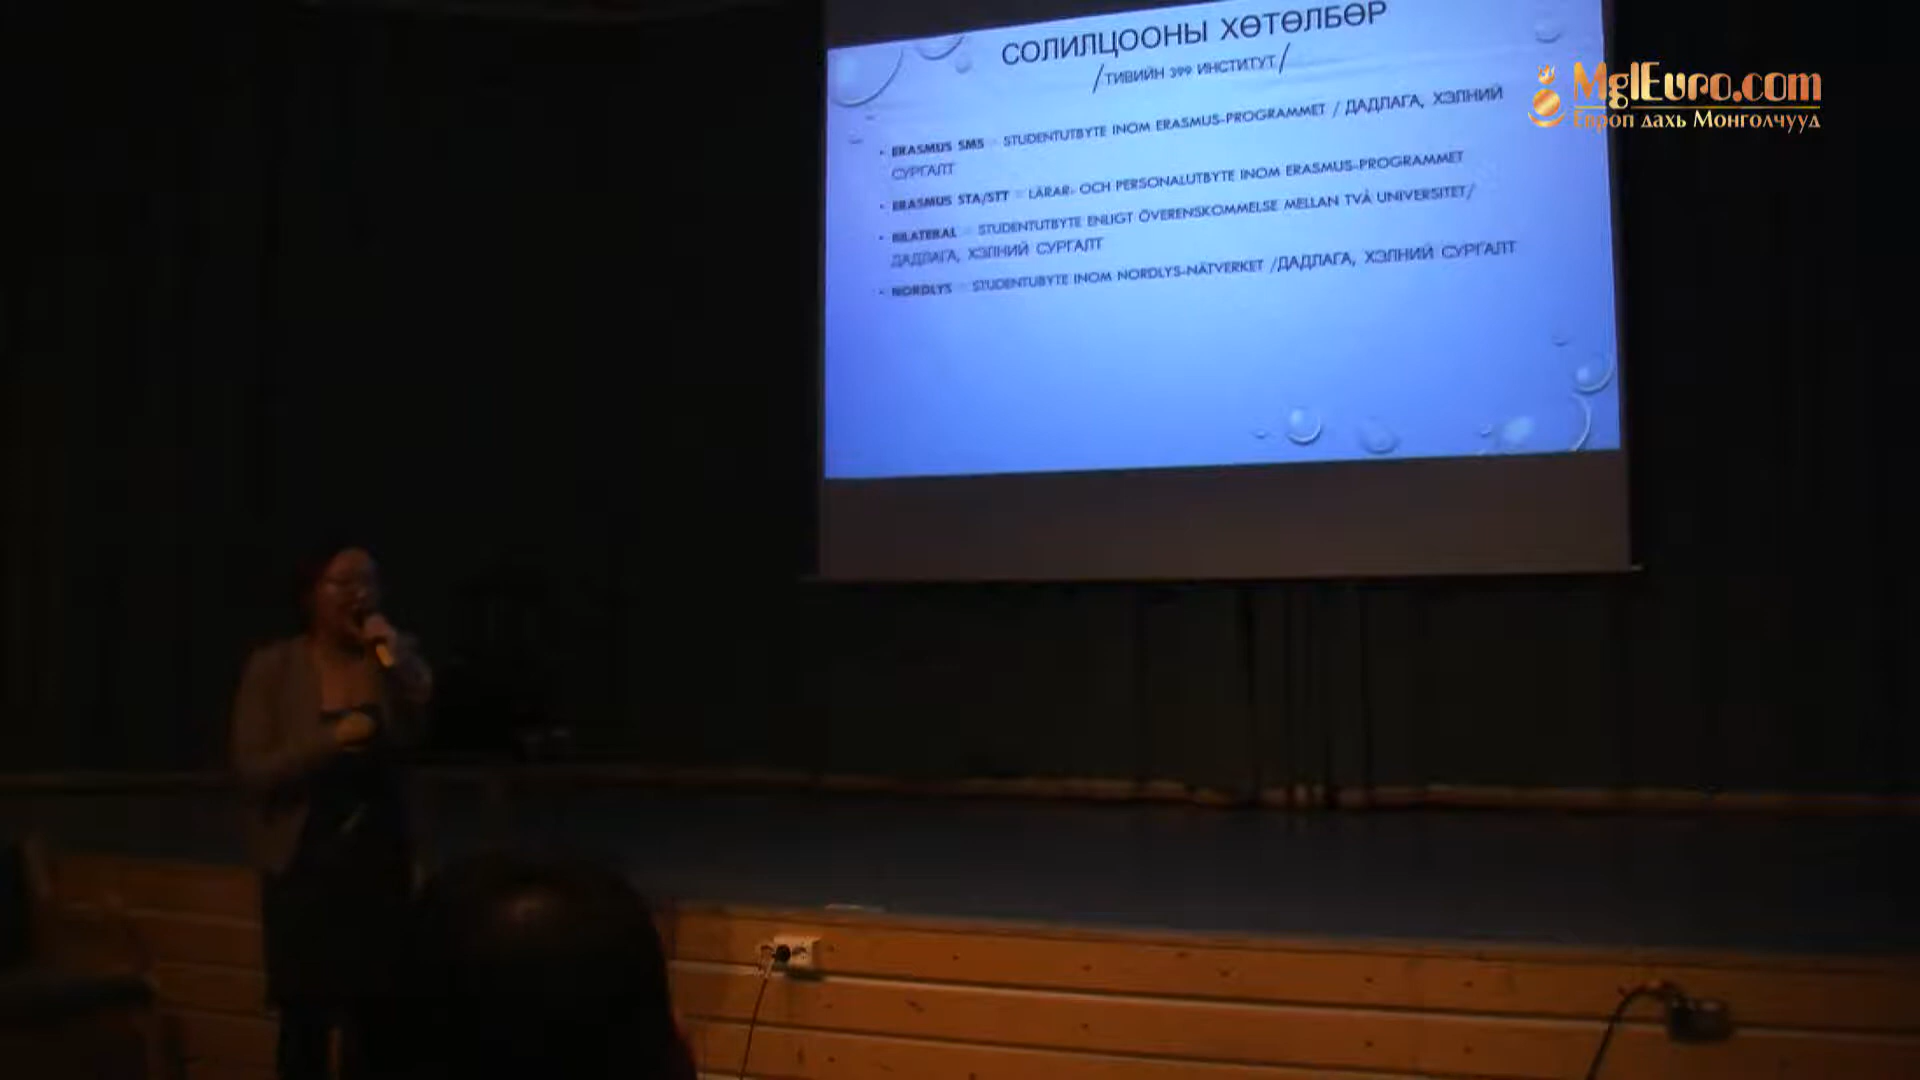 СОЛИЛЦООНЫ ХӨТӨЛБӨР
/ТИВИЙН 399 ИНСТИТУТ/
• ERASMUS SMS - STUDENTUTBYTE INOM ERASMUS-PROGRAMMET / ДАДЛАГА, ХЭЛНИЙ
СУРГАЛТ
• ERASMUS STA/STT - LÄRAR- OCH PERSONALUTBYTE INOM ERASMUS-PROGRAMMET
• BILATERAL - STUDENTUTBYTE ENLIGT ÖVERENSKOMMELSE MELLAN TVÅ UNIVERSITET/
ДАДЛАГА, ХЭЛНИЙ СУРГАЛТ
• NORDLYS - STUDENTUBYTE INOM NORDLYS-NÄTVERKET /ДАДЛАГА, ХЭЛНИЙ СУРГАЛТ
MglEuro.com
Европ дахь Монголчууд